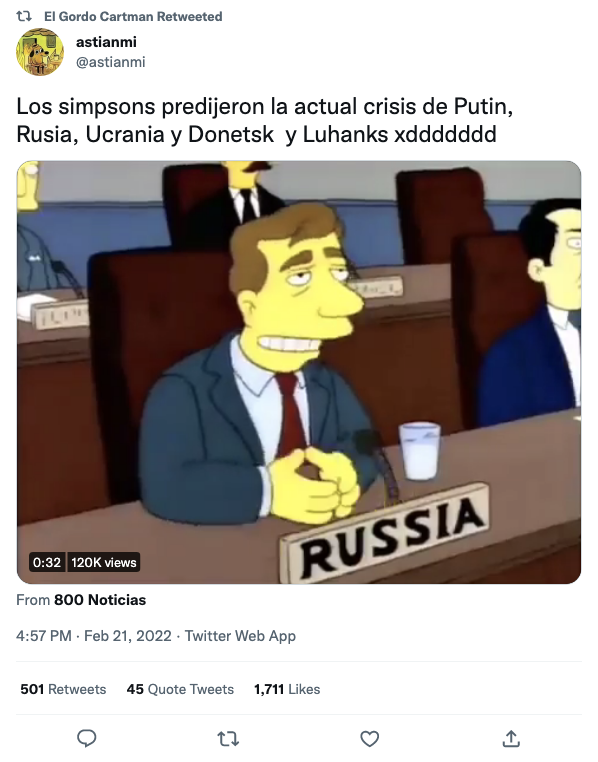 El Gordo Cartman Retweeted
astianmi
@astianmi
Los simpsons predijeron la actual crisis de Putin,
Rusia, Ucrania y Donetsk y Luhanks xddddddd
RUSSIA
0:32 120K views
From 800 Noticias
4:57 PM · Feb 21, 2022 · Twitter Web App
501 Retweets 45 Quote Tweets 1,711 Likes